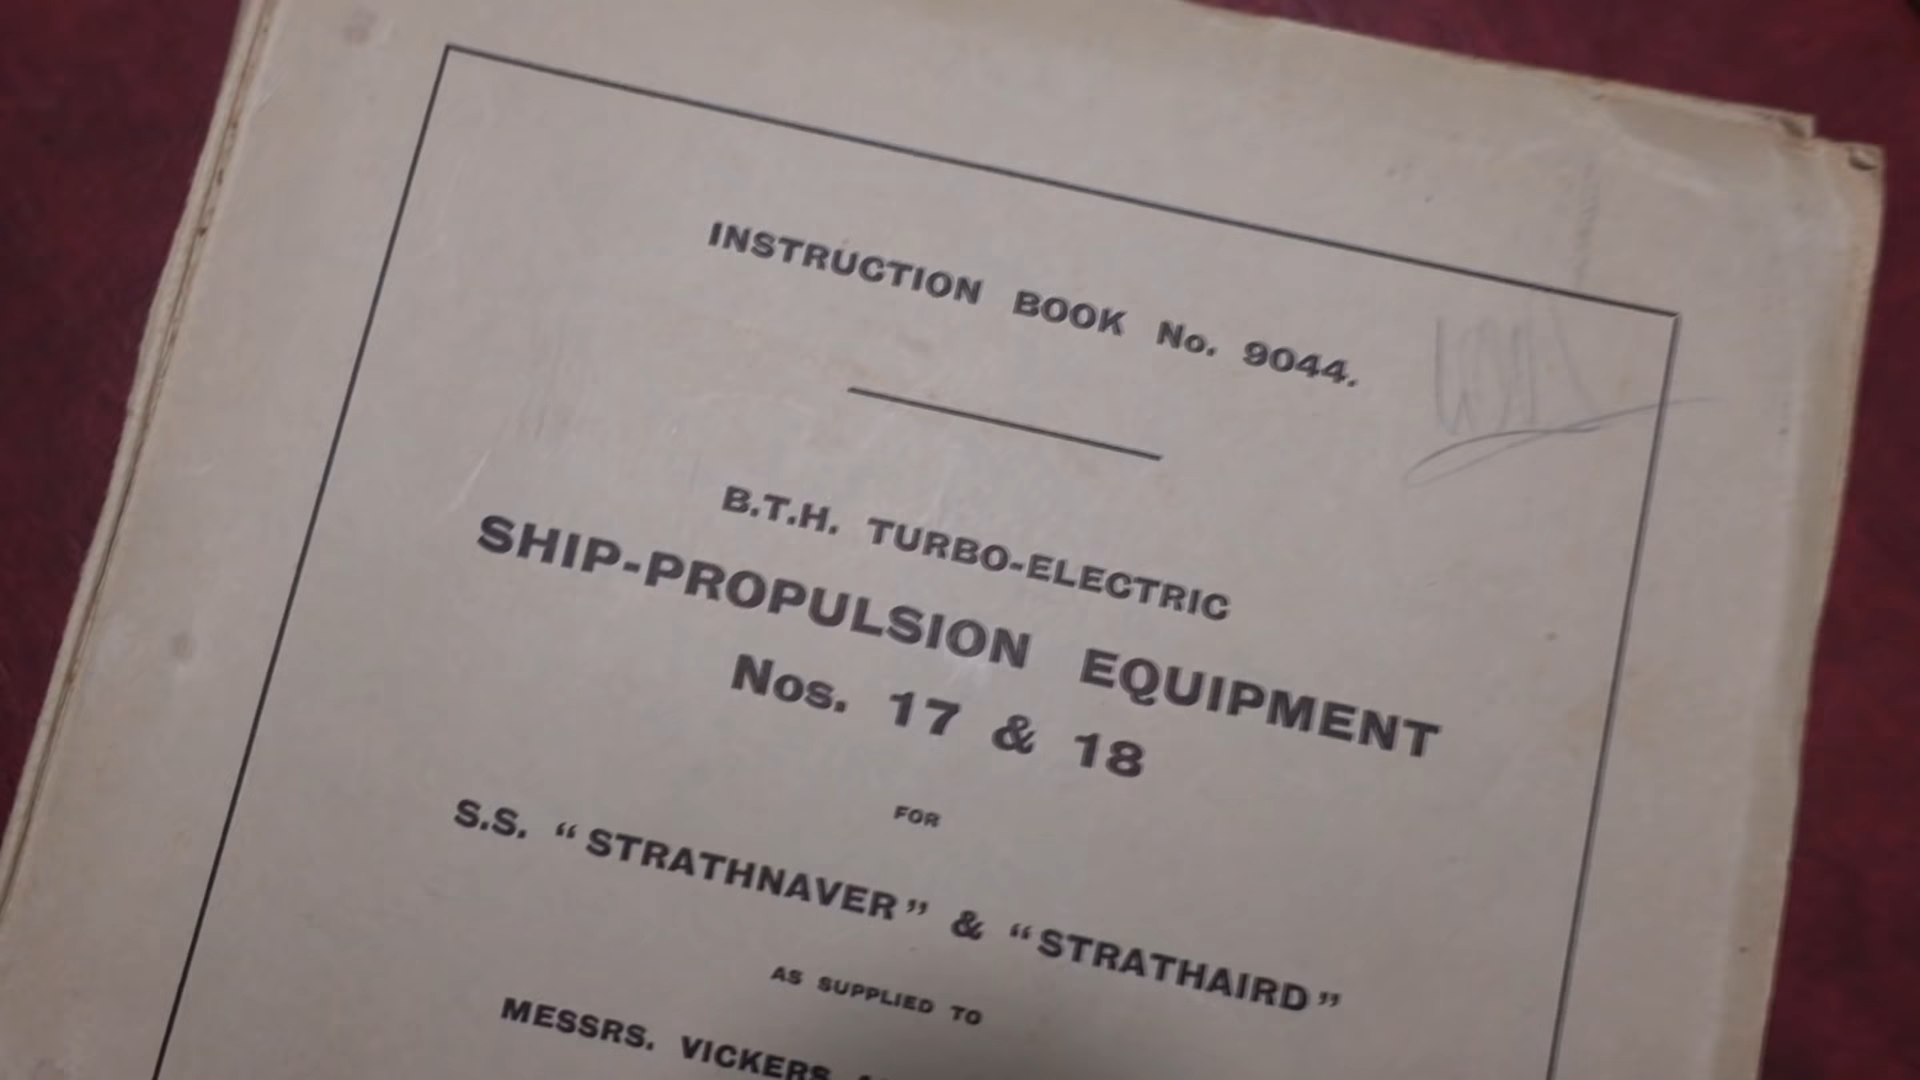 INSTRUCTION BOOK No. 9044.
B.T.H. TURBO-ELECTRIC
SHIP-PROPULSION EQUIPMENT
Nos. 17 & 18
FOR
S.S. “STRATHNAVER” & “STRATHAIRD”
AS SUPPLIED TO
MESSRS. VICKERS